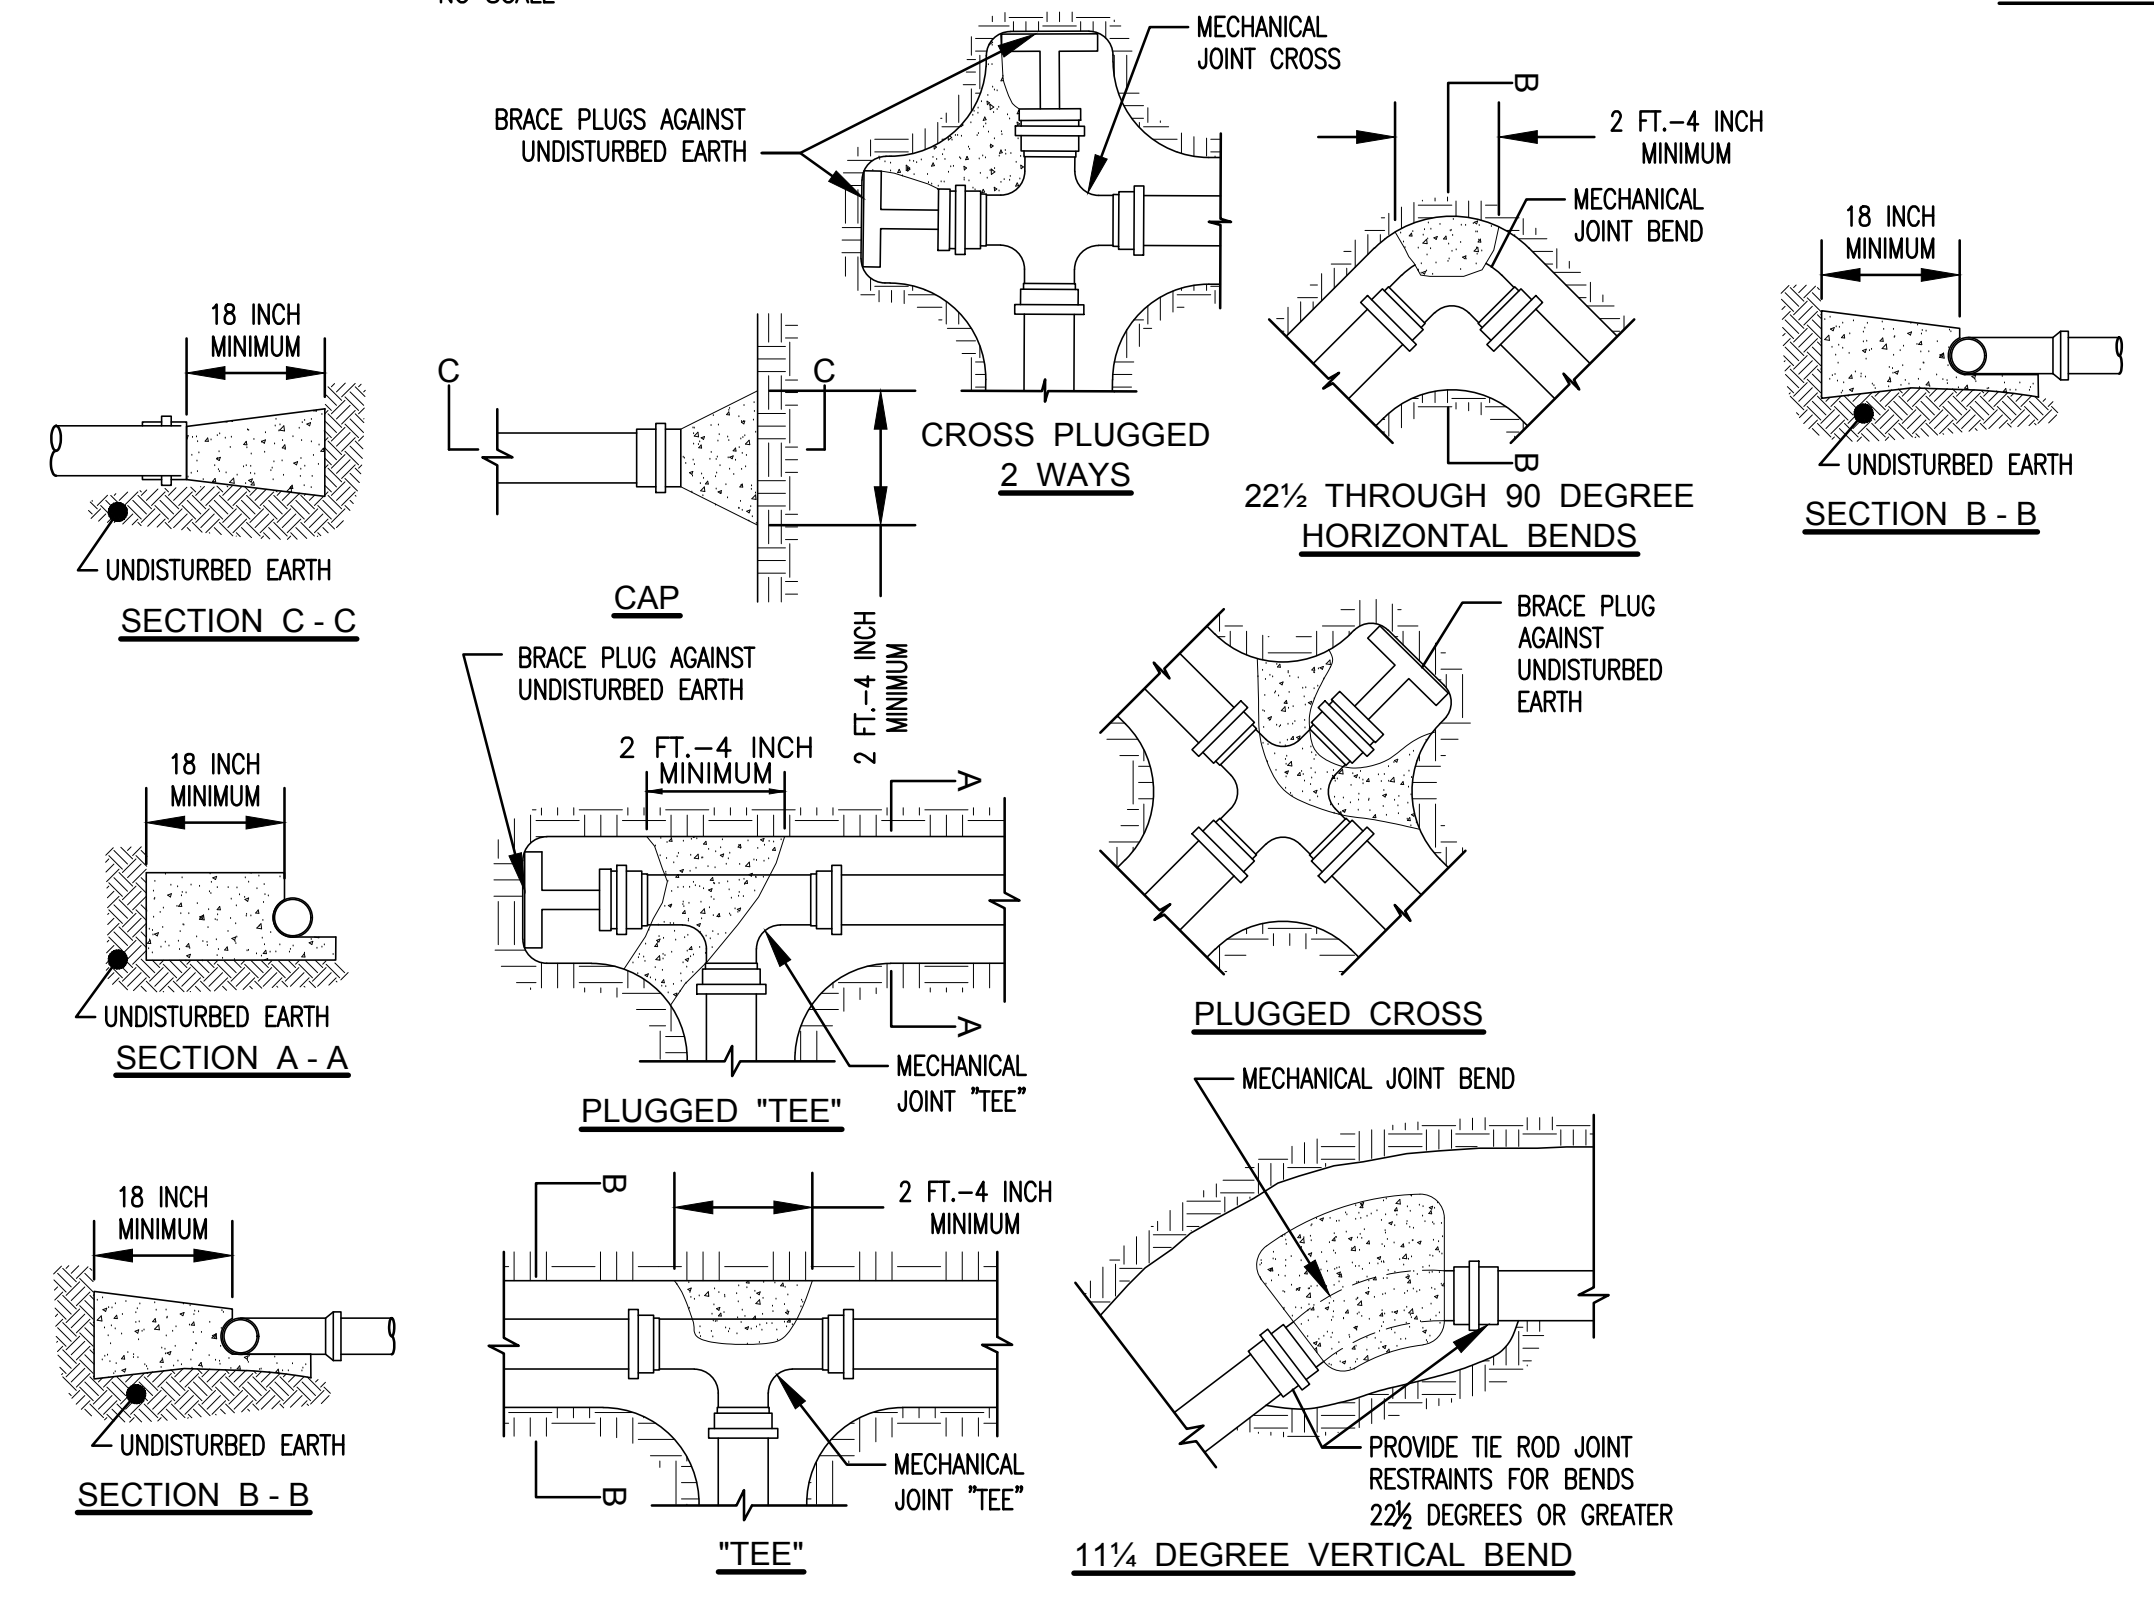 NO SCALE
MECHANICAL
JOINT CROSS
BRACE PLUGS AGAINST
UNDISTURBED EARTH
CROSS PLUGGED
2 WAYS
B
2 FT.-4 INCH
MINIMUM
MECHANICAL
JOINT BEND
B
22½ THROUGH 90 DEGREE
HORIZONTAL BENDS
18 INCH
MINIMUM
UNDISTURBED EARTH
SECTION B - B
18 INCH
MINIMUM
UNDISTURBED EARTH
SECTION C - C
C
C
2 FT.-4 INCH
MINIMUM
CAP
BRACE PLUG AGAINST
UNDISTURBED EARTH
2 FT.-4 INCH
MINIMUM
A
A
MECHANICAL
JOINT "TEE"
PLUGGED "TEE"
18 INCH
MINIMUM
UNDISTURBED EARTH
SECTION A - A
BRACE PLUG
AGAINST
UNDISTURBED
EARTH
PLUGGED CROSS
18 INCH
MINIMUM
UNDISTURBED EARTH
SECTION B - B
B
2 FT.-4 INCH
MINIMUM
MECHANICAL
JOINT "TEE"
B
"TEE"
MECHANICAL JOINT BEND
PROVIDE TIE ROD JOINT
RESTRAINTS FOR BENDS
22½ DEGREES OR GREATER
11¼ DEGREE VERTICAL BEND